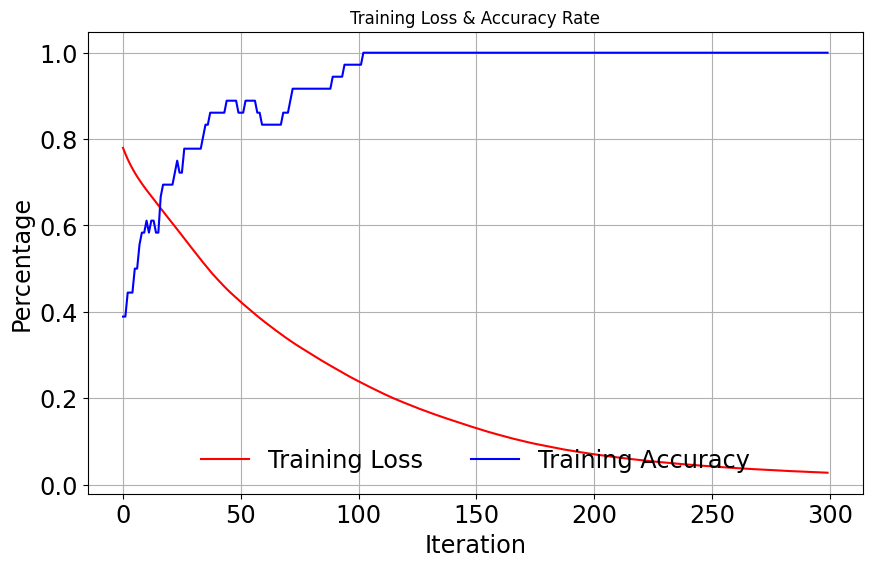 Training Loss & Accuracy Rate
Percentage
1.0
0.8
0.6
0.4
0.2
0.0
Training Loss
Training Accuracy
0 50 100 150 200 250 300
Iteration